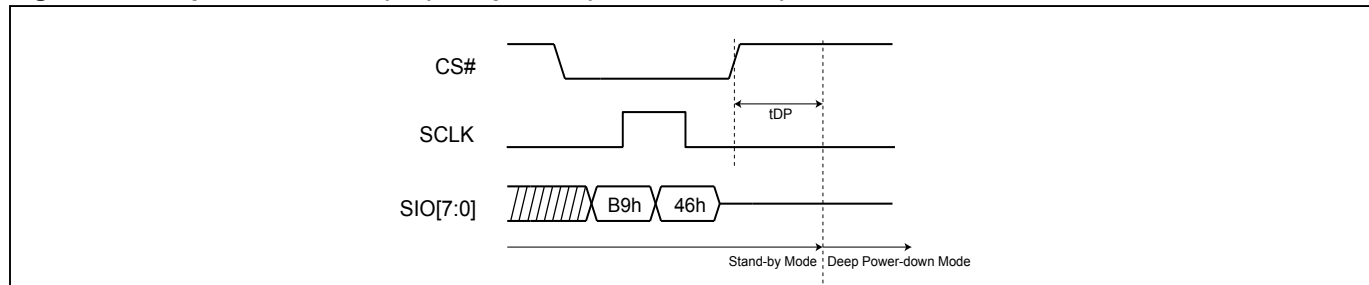 CS#
tDP
SCLK
SIO[7:0] B9h 46h
Stand-by Mode Deep Power-down Mode